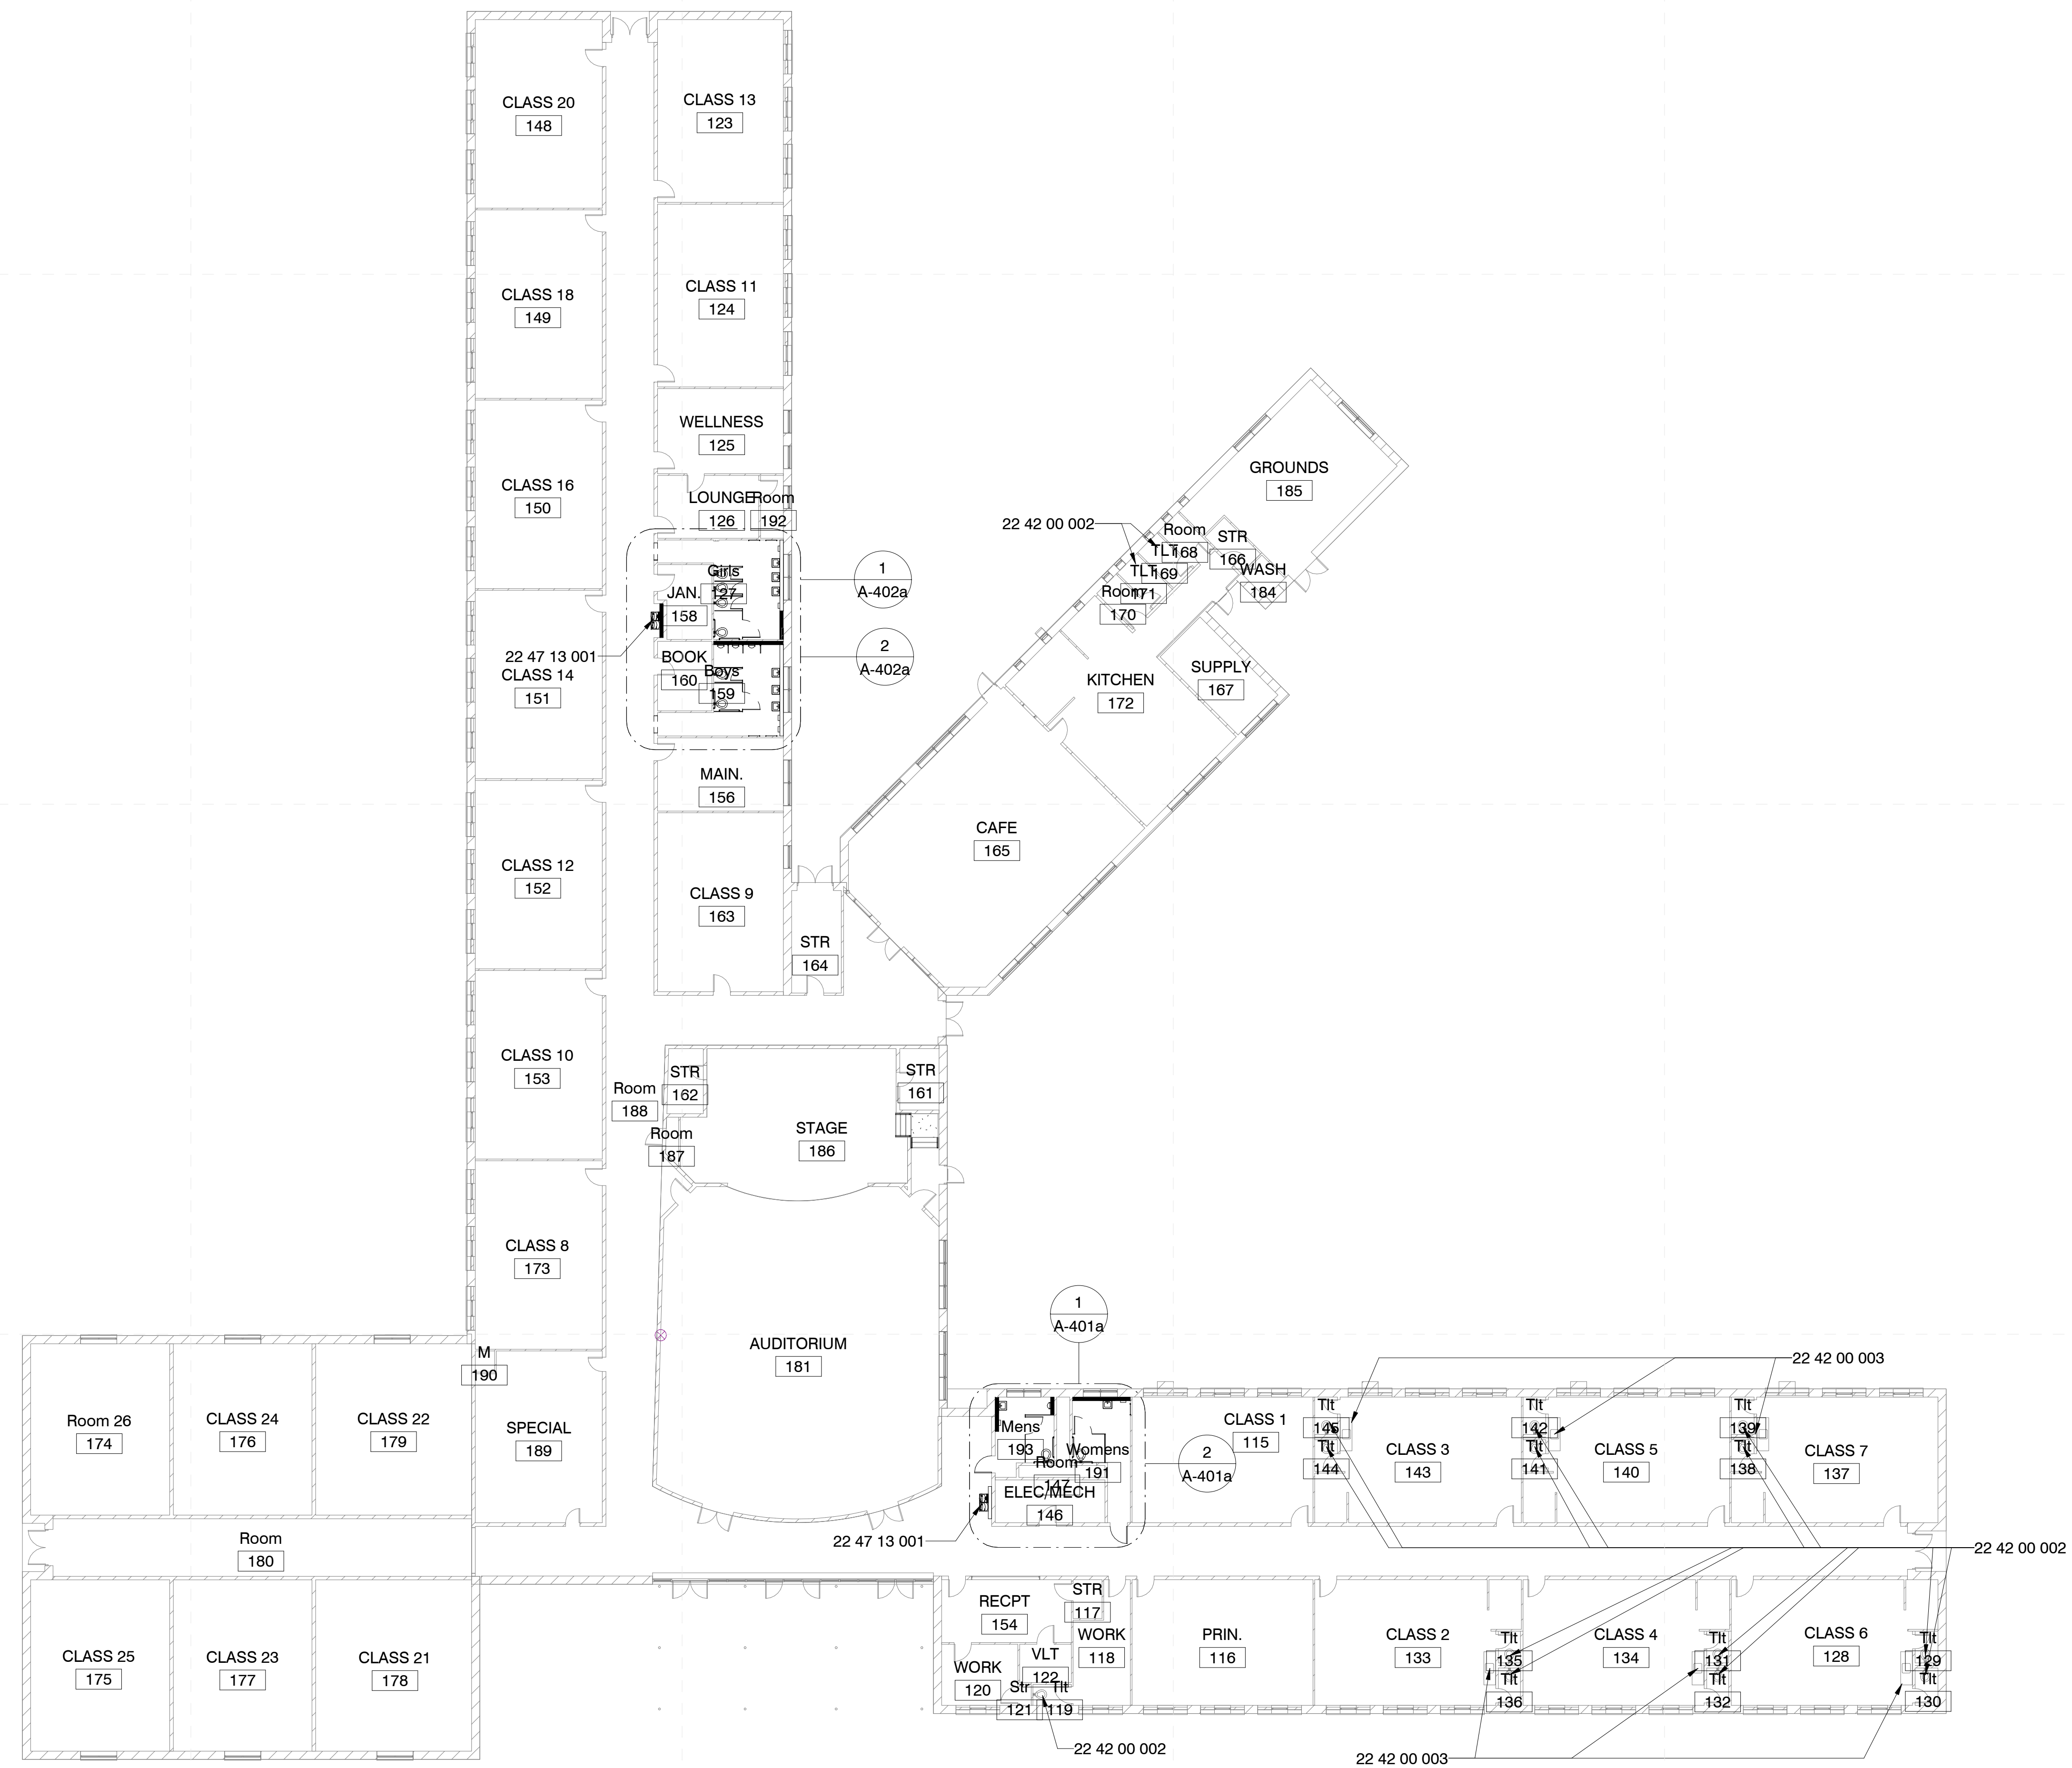 CLASS 20
148
CLASS 13
123
CLASS 18
149
CLASS 11
124
WELLNESS
125
CLASS 16
150
LOUNGE
126
Room
192
GROUNDS
185
22 42 00 002
Room
168
STR
166
TLT
169
WASH
184
TLT
171
Room
170
Girls
127
JAN.
158
1
A-402a
22 47 13 001
BOOK
160
Boys
159
2
A-402a
CLASS 14
151
SUPPLY
167
KITCHEN
172
MAIN.
156
CAFE
165
CLASS 12
152
CLASS 9
163
STR
164
CLASS 10
153
STR
162
STR
161
Room
188
Room
187
STAGE
186
CLASS 8
173
AUDITORIUM
181
1
A-401a
M
190
22 42 00 003
Room 26
174
CLASS 24
176
CLASS 22
179
SPECIAL
189
Mens
193
Womens
191
Room
147
ELEC/MECH
146
2
A-401a
CLASS 1
115
Tlt
145
Tlt
144
CLASS 3
143
Tlt
142
Tlt
141
CLASS 5
140
Tlt
139
Tlt
138
CLASS 7
137
22 47 13 001
22 42 00 002
Room
180
CLASS 25
175
CLASS 23
177
CLASS 21
178
RECPT
154
STR
117
WORK
118
VLT
122
WORK
120
Str
121
Tlt
119
PRIN.
116
CLASS 2
133
Tlt
135
Tlt
136
CLASS 4
134
Tlt
131
Tlt
132
CLASS 6
128
Tlt
129
Tlt
130
22 42 00 002
22 42 00 003